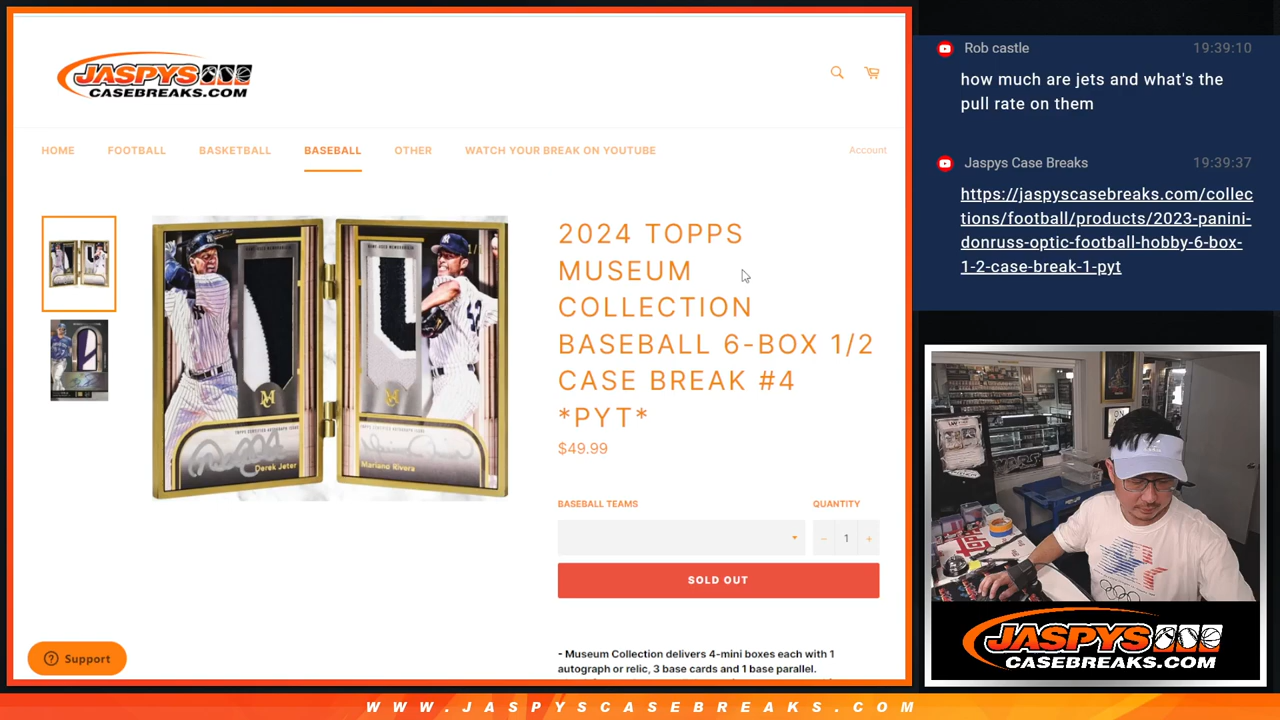 JASPYS
CASEBREAKS.COM
HOME FOOTBALL BASKETBALL BASEBALL OTHER WATCH YOUR BREAK ON YOUTUBE Account
Derek Jeter
Mariano Rivera
2024 TOPPS
MUSEUM
COLLECTION
BASEBALL 6-BOX 1/2
CASE BREAK #4
*PYT*
$49.99
BASEBALL TEAMS QUANTITY
− 1 +
SOLD OUT
- Museum Collection delivers 4-mini boxes each with 1
autograph or relic, 3 base cards and 1 base parallel.
? Support
Rob castle 19:39:10
how much are jets and what's the
pull rate on them
Jaspys Case Breaks 19:39:37
https://jaspyscasebreaks.com/collec
tions/football/products/2023-panini-
donruss-optic-football-hobby-6-box-
1-2-case-break-1-pyt
JASPYS
CASEBREAKS.COM
WWW.JASPYSCASEBREAKS.COM